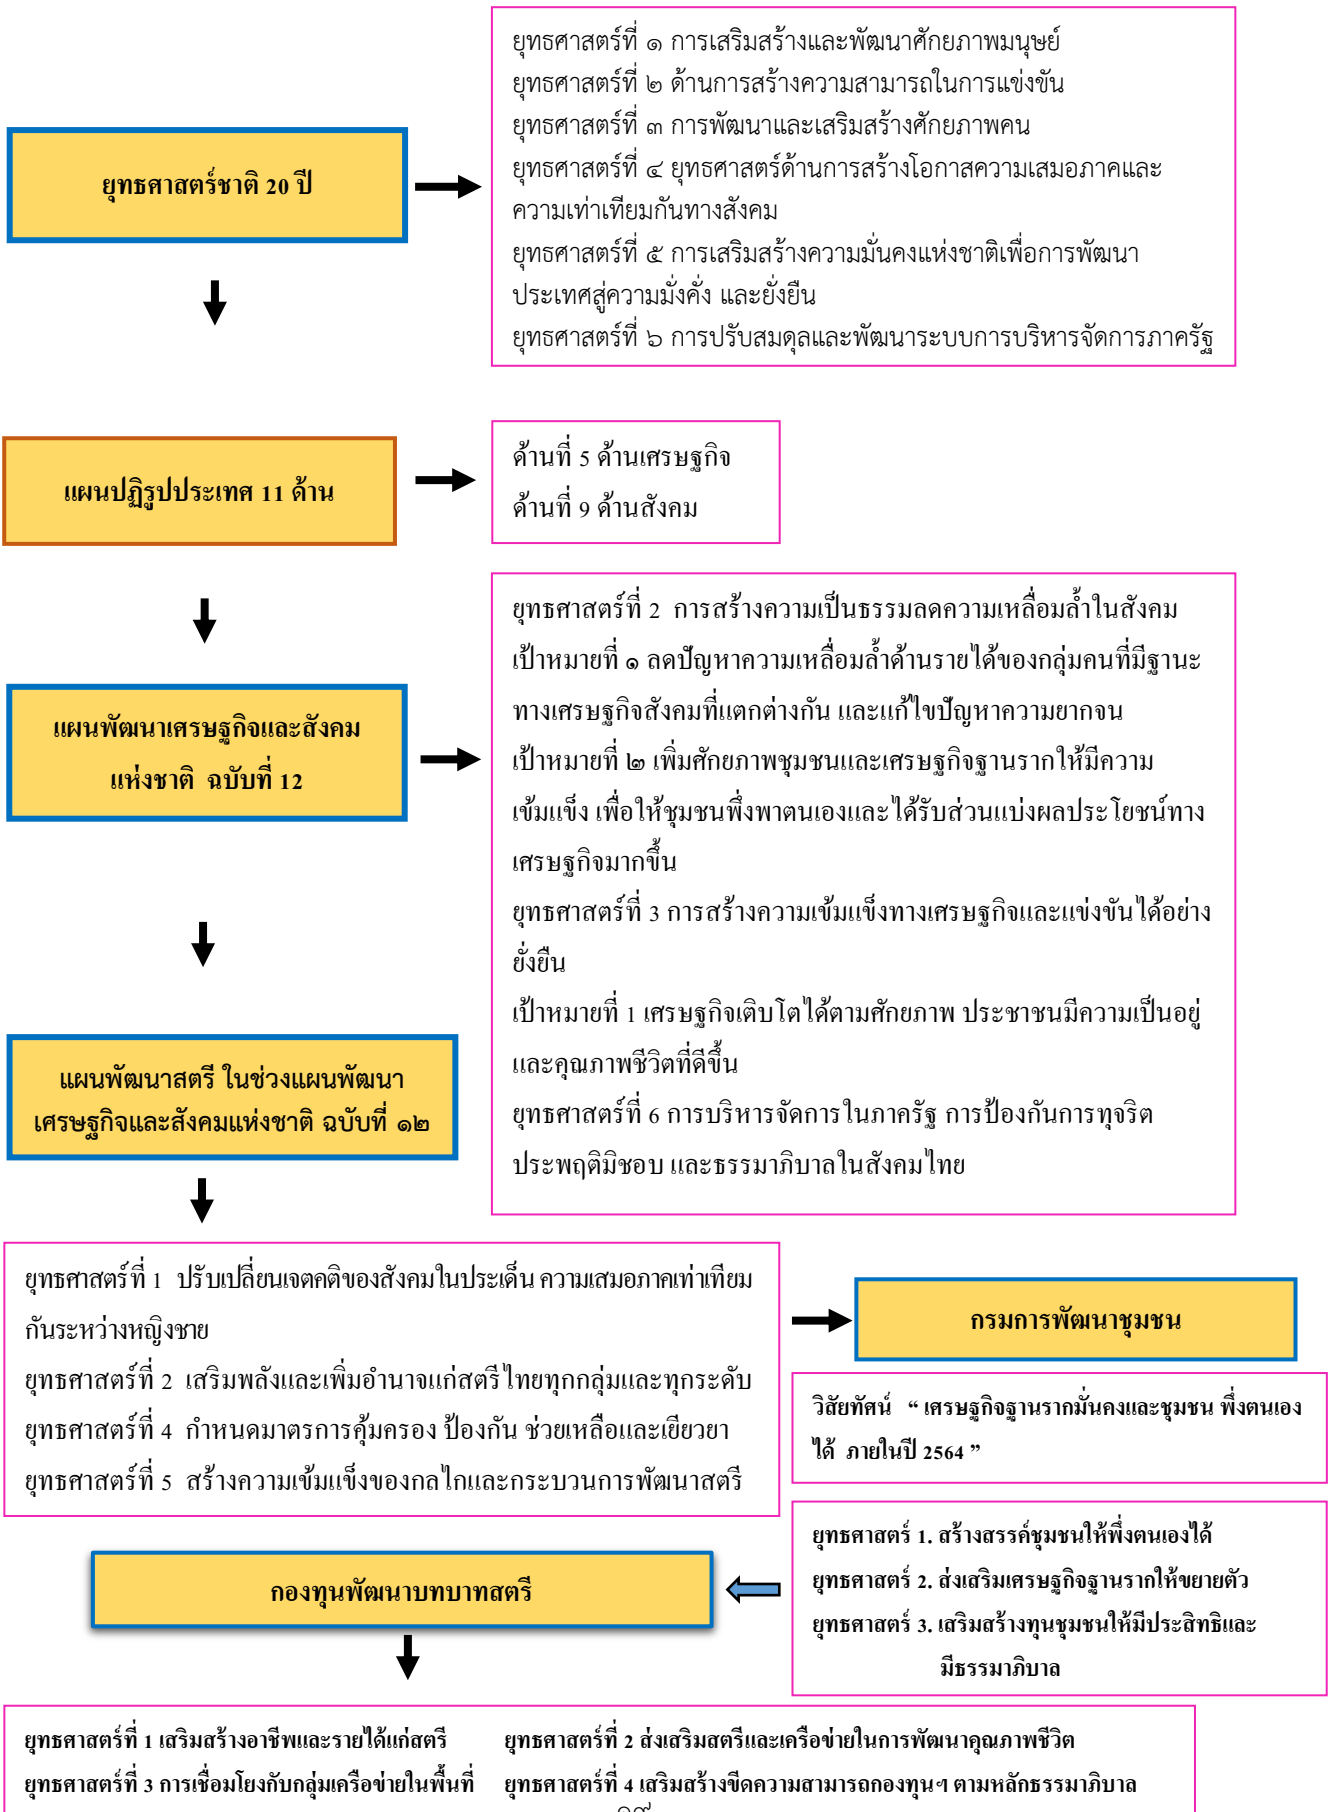 ยุทธศาสตร์ที่ ๑ การเสริมสร้างและพัฒนาศักยภาพมนุษย์
ยุทธศาสตร์ที่ ๒ ด้านการสร้างความสามารถในการแข่งขัน
ยุทธศาสตร์ที่ ๓ การพัฒนาและเสริมสร้างศักยภาพคน
ยุทธศาสตร์ที่ ๔ ยุทธศาสตร์ด้านการสร้างโอกาสความเสมอภาคและ
ความเท่าเทียมกันทางสังคม
ยุทธศาสตร์ที่ ๕ การเสริมสร้างความมั่นคงแห่งชาติเพื่อการพัฒนา
ประเทศสู่ความมั่งคั่ง และยั่งยืน
ยุทธศาสตร์ที่ ๖ การปรับสมดุลและพัฒนาระบบการบริหารจัดการภาครัฐ
ยุทธศาสตร์ชาติ 20 ปี
แผนปฏิรูปประเทศ 11 ด้าน
ด้านที่ 5 ด้านเศรษฐกิจ
ด้านที่ 9 ด้านสังคม
แผนพัฒนาเศรษฐกิจและสังคม
แห่งชาติ ฉบับที่ 12
ยุทธศาสตร์ที่ 2 การสร้างความเป็นธรรมลดความเหลื่อมล้ำในสังคม
เป้าหมายที่ ๑ ลดปัญหาความเหลื่อมล้ำด้านรายได้ของกลุ่มคนที่มีฐานะ
ทางเศรษฐกิจสังคมที่แตกต่างกัน และแก้ไขปัญหาความยากจน
เป้าหมายที่ ๒ เพิ่มศักยภาพชุมชนและเศรษฐกิจฐานรากให้มีความ
เข้มแข็ง เพื่อให้ชุมชนพึ่งพาตนเองและได้รับส่วนแบ่งผลประโยชน์ทาง
เศรษฐกิจมากขึ้น
ยุทธศาสตร์ที่ 3 การสร้างความเข้มแข็งทางเศรษฐกิจและแข่งขันได้อย่าง
ยั่งยืน
เป้าหมายที่ 1 เศรษฐกิจเติบโตได้ตามศักยภาพ ประชาชนมีความเป็นอยู่
และคุณภาพชีวิตที่ดีขึ้น
ยุทธศาสตร์ที่ 6 การบริหารจัดการในภาครัฐ การป้องกันการทุจริต
ประพฤติมิชอบ และธรรมาภิบาลในสังคมไทย
แผนพัฒนาสตรี ในช่วงแผนพัฒนา
เศรษฐกิจและสังคมแห่งชาติ ฉบับที่ ๑๒
ยุทธศาสตร์ที่ 1 ปรับเปลี่ยนเจตคติของสังคมในประเด็น ความเสมอภาคเท่าเทียม
กันระหว่างหญิงชาย
ยุทธศาสตร์ที่ 2 เสริมพลังและเพิ่มอำนาจแก่สตรีไทยทุกกลุ่มและทุกระดับ
ยุทธศาสตร์ที่ 4 กำหนดมาตรการคุ้มครอง ป้องกัน ช่วยเหลือและเยียวยา
ยุทธศาสตร์ที่ 5 สร้างความเข้มแข็งของกลไกและกระบวนการพัฒนาสตรี
กรมการพัฒนาชุมชน
วิสัยทัศน์ “ เศรษฐกิจฐานรากมั่นคงและชุมชน พึ่งตนเอง
ได้ ภายในปี 2564 ”
ยุทธศาสตร์ 1. สร้างสรรค์ชุมชนให้พึ่งตนเองได้
ยุทธศาสตร์ 2. ส่งเสริมเศรษฐกิจฐานรากให้ขยายตัว
ยุทธศาสตร์ 3. เสริมสร้างทุนชุมชนให้มีประสิทธิและ
มีธรรมาภิบาล
กองทุนพัฒนาบทบาทสตรี
ยุทธศาสตร์ที่ 1 เสริมสร้างอาชีพและรายได้แก่สตรี ยุทธศาสตร์ที่ 2 ส่งเสริมสตรีและเครือข่ายในการพัฒนาคุณภาพชีวิต
ยุทธศาสตร์ที่ 3 การเชื่อมโยงกับกลุ่มเครือข่ายในพื้นที่ ยุทธศาสตร์ที่ 4 เสริมสร้างขีดความสามารถกองทุนฯ ตามหลักธรรมาภิบาล